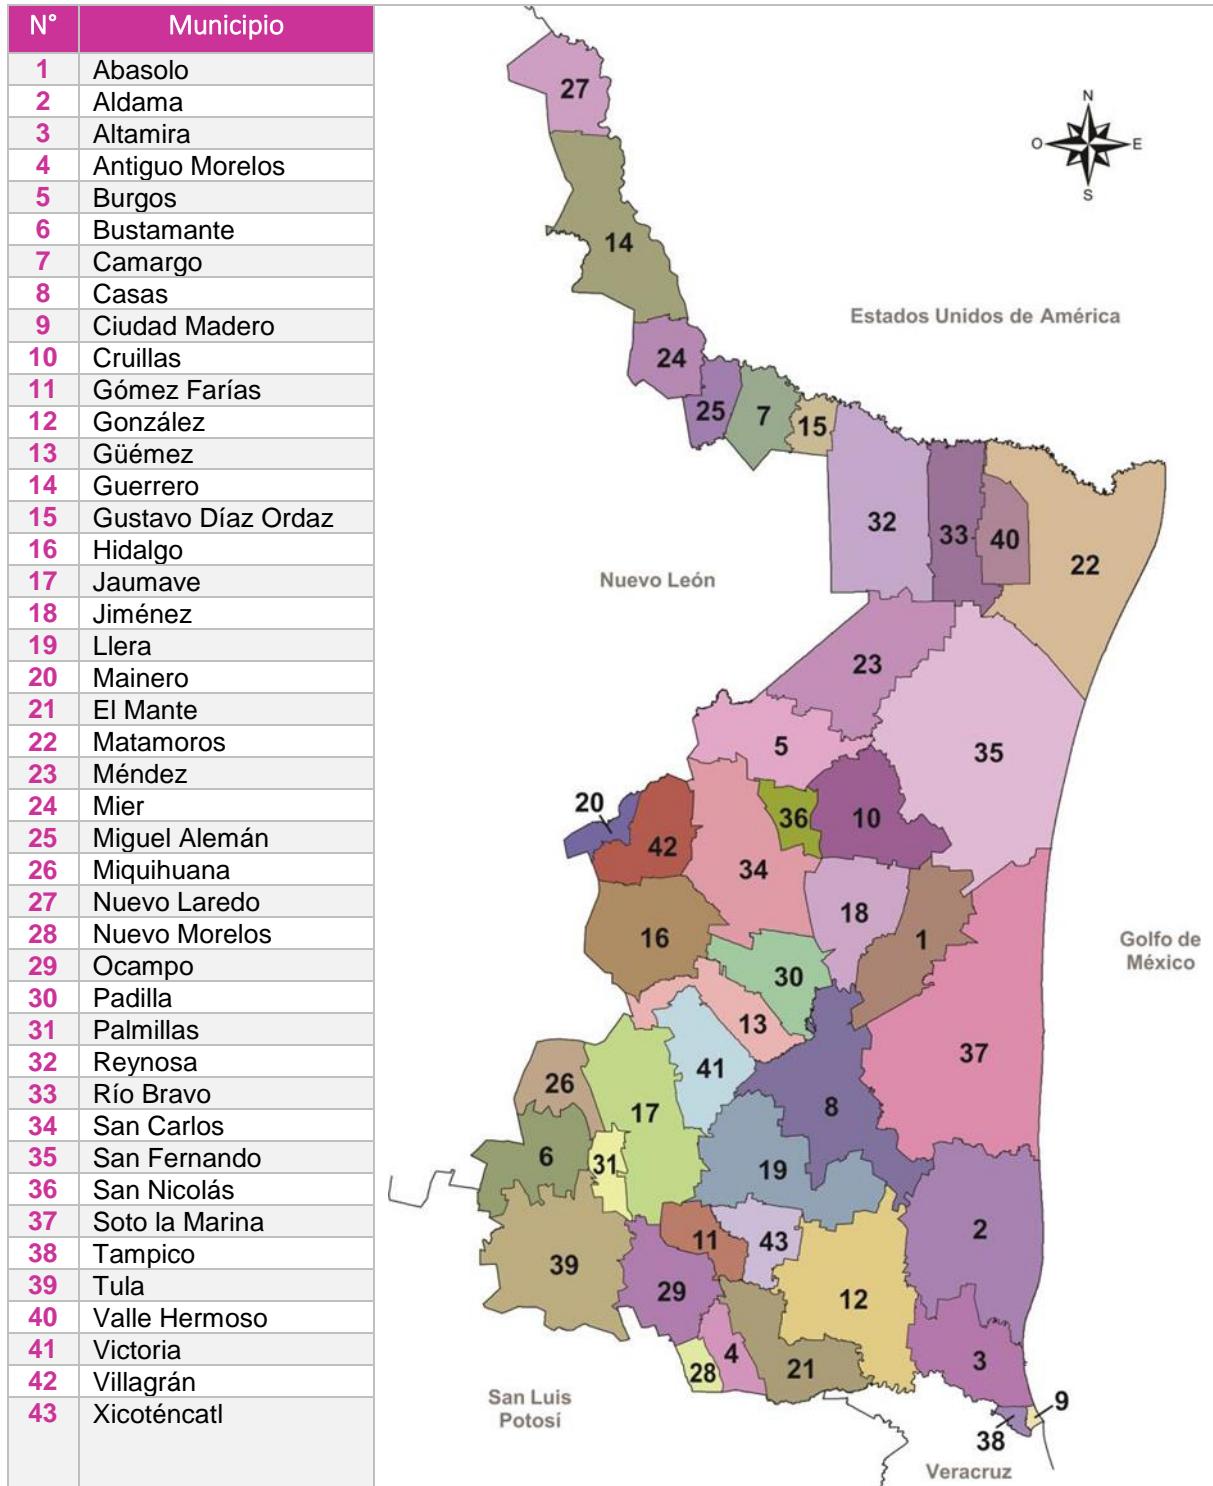 N° Municipio
1 Abasolo
2 Aldama
3 Altamira
4 Antiguo Morelos
5 Burgos
6 Bustamante
7 Camargo
8 Casas
9 Ciudad Madero
10 Cruillas
11 Gómez Farías
12 González
13 Güémez
14 Guerrero
15 Gustavo Díaz Ordaz
16 Hidalgo
17 Jaumave
18 Jiménez
19 Llera
20 Mainero
21 El Mante
22 Matamoros
23 Méndez
24 Mier
25 Miguel Alemán
26 Miquihuana
27 Nuevo Laredo
28 Nuevo Morelos
29 Ocampo
30 Padilla
31 Palmillas
32 Reynosa
33 Río Bravo
34 San Carlos
35 San Fernando
36 San Nicolás
37 Soto la Marina
38 Tampico
39 Tula
40 Valle Hermoso
41 Victoria
42 Villagrán
43 Xicoténcatl
27
N
O E
S
14
Estados Unidos de América
24
25 7 15
32 33 40 22
Nuevo León
23
5
35
20
42
36
10
34
18
16
1
Golfo de
México
30
13
37
41
26
17
8
6
31
19
2
11 43
39
29
12
4
3
28
21
San Luis
Potosí
9
38
Veracruz